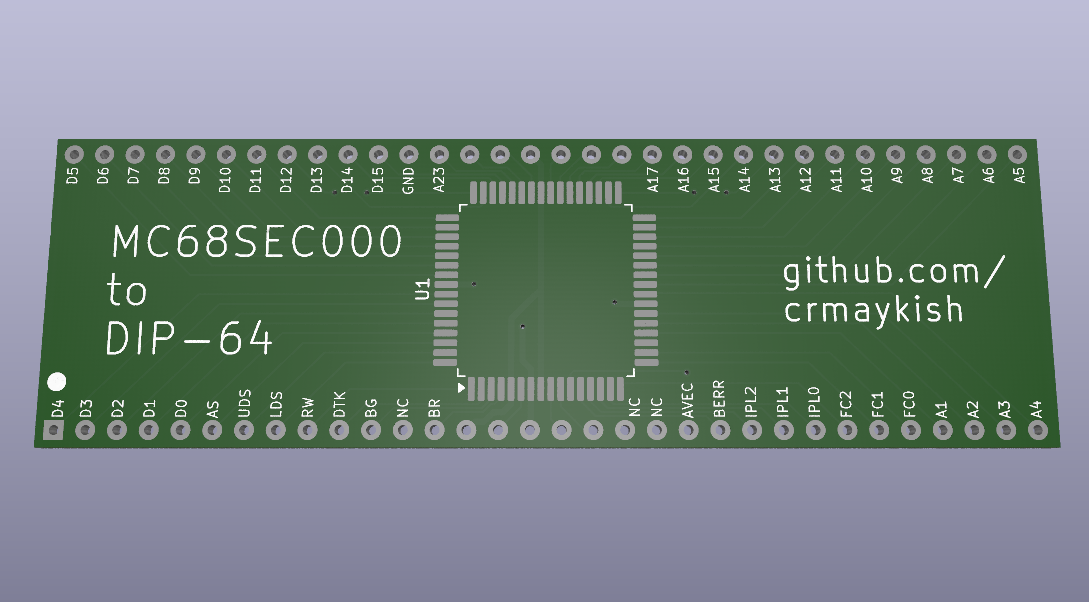 D5 D6 D7 D8 D9 D10 D11 D12 D13 D14 D15 GND A23 A17 A16 A15 A14 A13 A12 A11 A10 A9 A8 A7 A6 A5
MC68SEC000
to
DIP-64
U1
github.com/
crmaykish
D4 D3 D2 D1 D0 AS UDS LDS RW DTK BG NC BR NC NC AVEC BERR IPL2 IPL1 IPL0 FC2 FC1 FC0 A1 A2 A3 A4